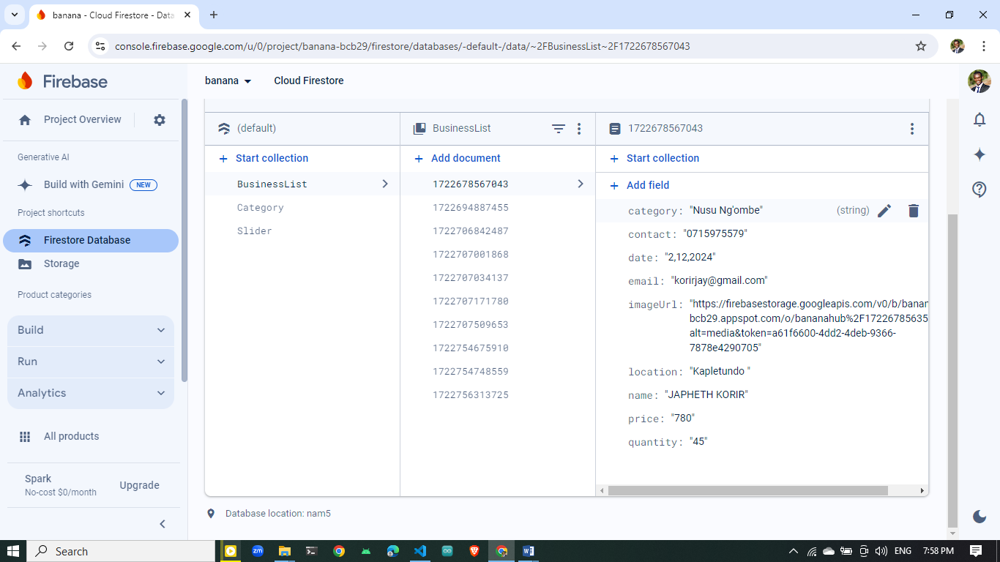 banana - Cloud Firestore - Data
console.firebase.google.com/u/0/project/banana-bcb29/firestore/databases/-default-/data/~2FBusinessList~2F1722678567043
Firebase
banana
Cloud Firestore
Project Overview
Generative AI
Build with Gemini NEW
Project shortcuts
Firestore Database
Storage
Product categories
Build
Run
Analytics
All products
Spark
No-cost $0/month
Upgrade
(default)
+ Start collection
BusinessList
Category
Slider
BusinessList
+ Add document
1722678567043
1722694887455
1722706842487
1722707001868
1722707034137
1722707171780
1722707509653
1722754675910
1722754748559
1722756313725
1722678567043
+ Start collection
+ Add field
category: "Nusu Ng'ombe" (string)
contact: "0715975579"
date: "2,12,2024"
email: "korirjay@gmail.com"
imageUrl: "https://firebasestorage.googleapis.com/v0/b/banan
bcb29.appspot.com/o/bananahub%2F17226785635
alt=media&token=a61f6600-4dd2-4deb-9366-
7878e4290705"
location: "Kapletundo "
name: "JAPHETH KORIR"
price: "780"
quantity: "45"
Database location: nam5
Search
zm
ENG
7:58 PM